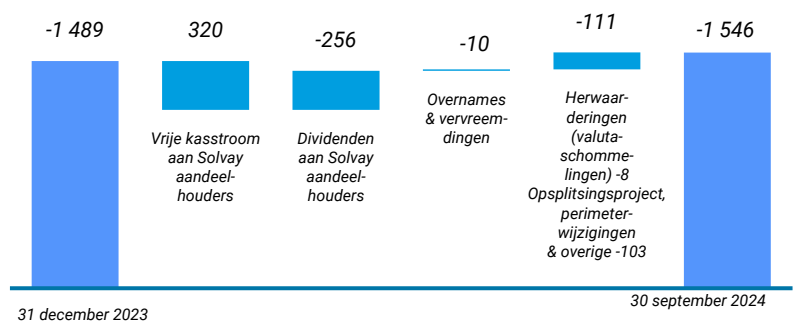 -1 489
320
-256
-10
-111
-1 546
Vrije kasstroom
aan Solvay
aandeel-
houders
Dividenden
aan Solvay
aandeel-
houders
Overnames
& vervreem-
dingen
Herwaar-
deringen
(valuta-
schomme-
lingen) -8
Opsplitsingsproject,
perimeter-
wijzigingen
& overige -103
31 december 2023
30 september 2024